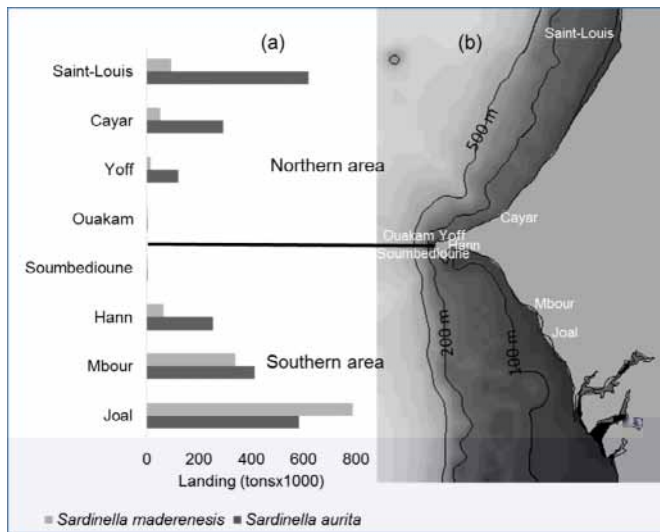 (a)
(b)
Saint-Louis
Cayar
Yoff
Ouakam
Soumbedioune
Hann
Mbour
Joal
Northern area
Southern area
0 200 400 600 800
Landing (tonsx1000)
Sardinella maderenesis Sardinella aurita
Saint-Louis
500 m
Cayar
Ouakam Yoff
Hann
Soumbedioune
Mbour
Joal
200 m
100 m